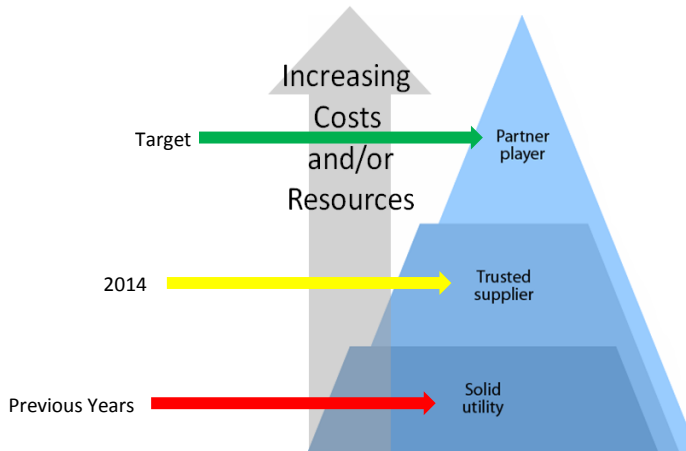 Increasing
Costs
and/or
Resources
Target
Partner
player
2014
Trusted
supplier
Previous Years
Solid
utility